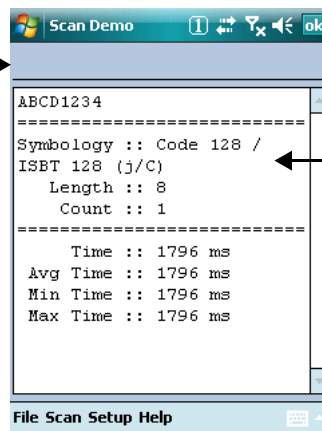 Scan Demo 1 ok
ABCD1234
==============================
Symbology :: Code 128 /
ISBT 128 (j/C)
Length :: 8
Count :: 1
==============================
Time :: 1796 ms
Avg Time :: 1796 ms
Min Time :: 1796 ms
Max Time :: 1796 ms
File Scan Setup Help